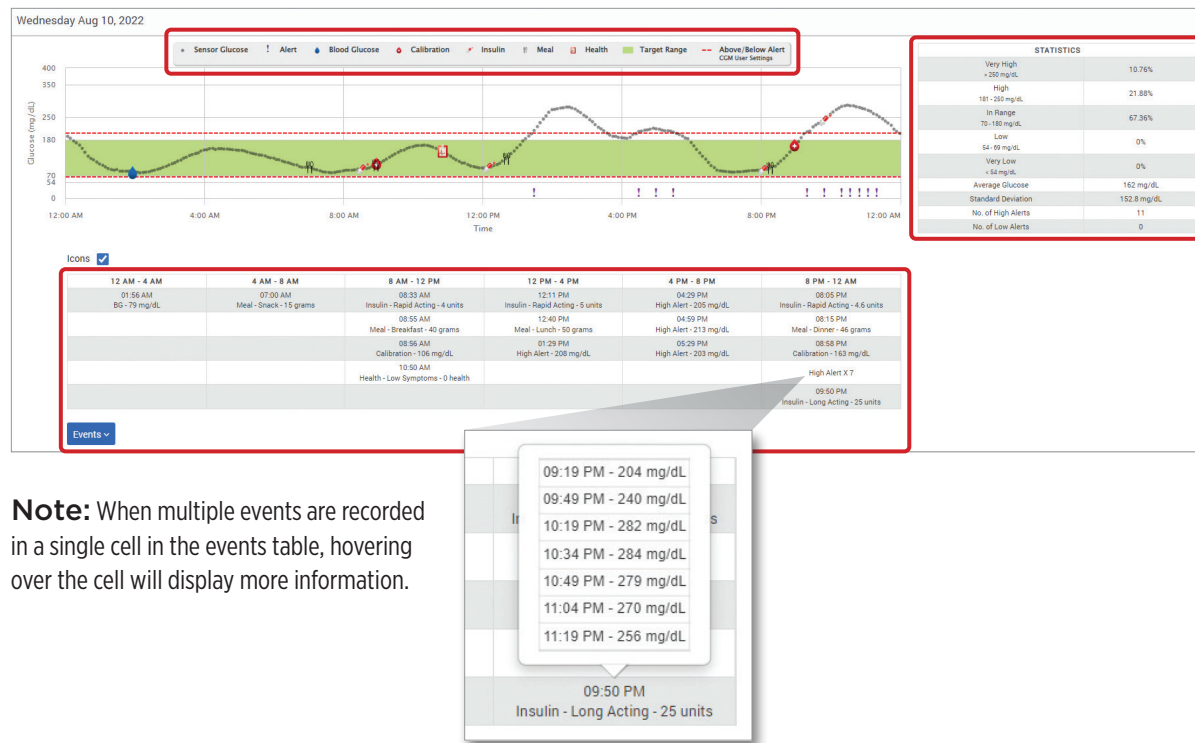 Wednesday Aug 10, 2022
Sensor Glucose ! Alert Blood Glucose Calibration Insulin Meal Health Target Range Above/Below Alert
CGM User Settings
STATISTICS
Very High
> 250 mg/dL
10.76%
High
181 - 250 mg/dL
21.88%
In Range
70 - 180 mg/dL
67.36%
Low
54 - 69 mg/dL
0%
Very Low
< 54 mg/dL
0%
Average Glucose 162 mg/dL
Standard Deviation 152.8 mg/dL
No. of High Alerts 11
No. of Low Alerts 0
Glucose (mg/dL)
400
350
250
180
70
54
0
12:00 AM 4:00 AM 8:00 AM 12:00 PM 4:00 PM 8:00 PM 12:00 AM
Time
Icons
12 AM - 4 AM 4 AM - 8 AM 8 AM - 12 PM 12 PM - 4 PM 4 PM - 8 PM 8 PM - 12 AM
01:56 AM 07:00 AM 08:33 AM 12:11 PM 04:29 PM 08:05 PM
BG - 79 mg/dL Meal - Snack - 15 grams Insulin - Rapid Acting - 4 units Insulin - Rapid Acting - 5 units High Alert - 205 mg/dL Insulin - Rapid Acting - 4.6 units
08:55 AM 12:40 PM 04:59 PM 08:15 PM
Meal - Breakfast - 40 grams Meal - Lunch - 50 grams High Alert - 213 mg/dL Meal - Dinner - 46 grams
08:56 AM 01:29 PM 05:29 PM 08:58 PM
Calibration - 106 mg/dL High Alert - 208 mg/dL High Alert - 203 mg/dL Calibration - 163 mg/dL
10:50 AM
Health - Low Symptoms - 0 health
High Alert X 7
09:50 PM
Insulin - Long Acting - 25 units
Events
Note: When multiple events are recorded
in a single cell in the events table, hovering
over the cell will display more information.
09:19 PM - 204 mg/dL
09:49 PM - 240 mg/dL
10:19 PM - 282 mg/dL
10:34 PM - 284 mg/dL
10:49 PM - 279 mg/dL
11:04 PM - 270 mg/dL
11:19 PM - 256 mg/dL
09:50 PM
Insulin - Long Acting - 25 units